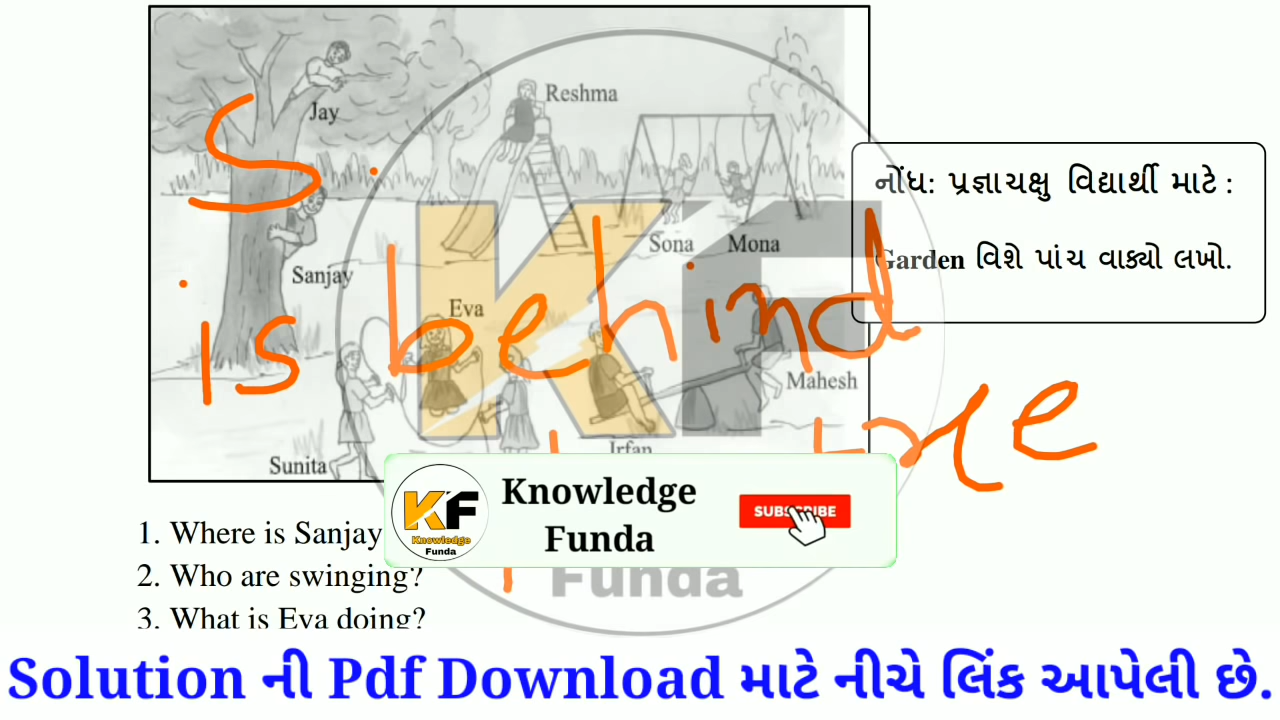 Jay
Reshma
Sona
Mona
Sanjay
Eva
Mahesh
Sunita
Irfan
S.
is behind
નોંધ: પ્રજ્ઞાચક્ષુ વિદ્યાર્થી માટે :
Garden વિશે પાંચ વાક્યો લખો.
1. Where is Sanjay
2. Who are swinging?
3. What is Eva doing?
KF
Knowledge
Funda
Knowledge
Funda
SUBSCRIBE
KF
Funda
Solution ની Pdf Download માટે નીચે લિંક આપેલી છે.